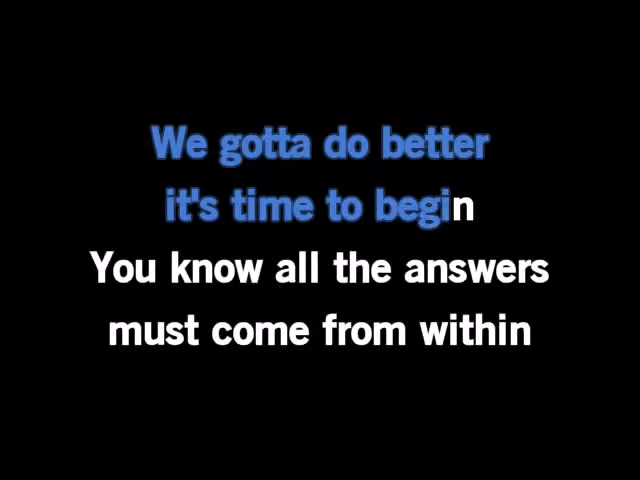 We gotta do better
it's time to begin
You know all the answers
must come from within